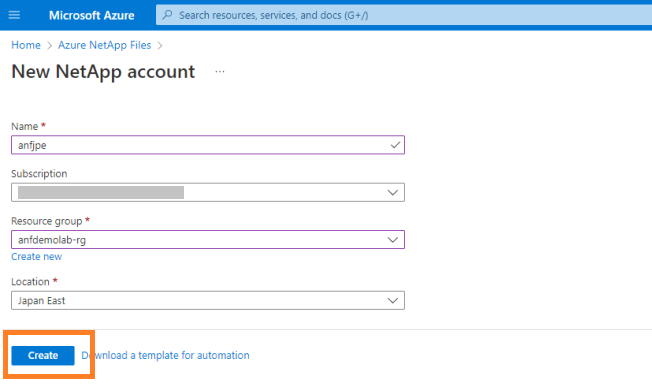 Microsoft Azure
Search resources, services, and docs (G+/)
Home > Azure NetApp Files >
New NetApp account ...
Name *
anfjpe
Subscription
Resource group *
anfdemolab-rg
Create new
Location *
Japan East
Create
Download a template for automation